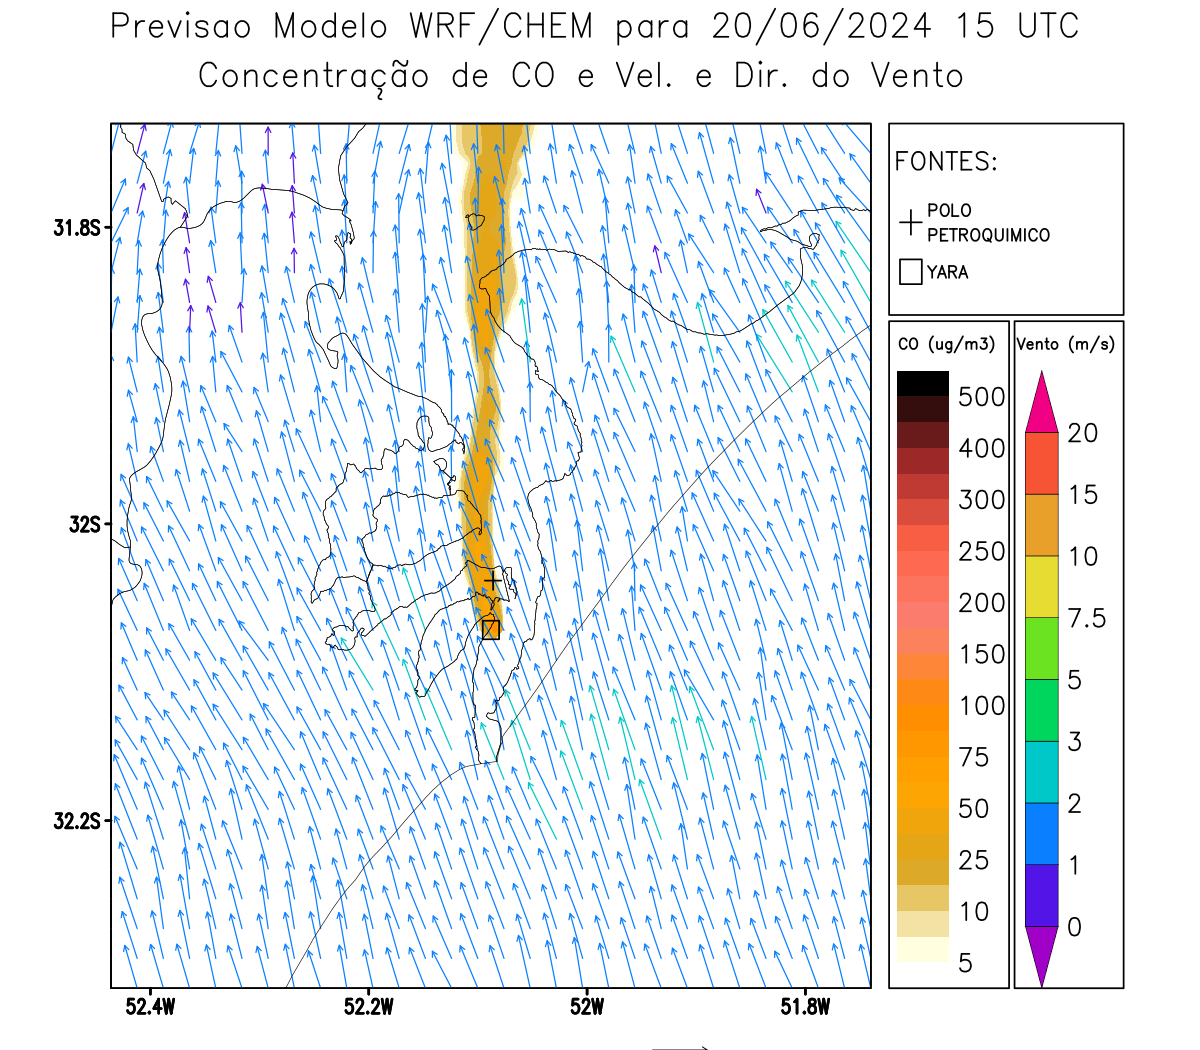 Previsao Modelo WRF/CHEM para 20/06/2024 15 UTC
Concentração de CO e Vel. e Dir. do Vento
FONTES:
POLO
PETROQUIMICO
YARA
CO (ug/m3)
500
400
300
250
200
150
100
75
50
25
10
5
Vento (m/s)
20
15
10
7.5
5
3
2
1
0
31.8S
32S
32.2S
52.4W
52.2W
52W
51.8W